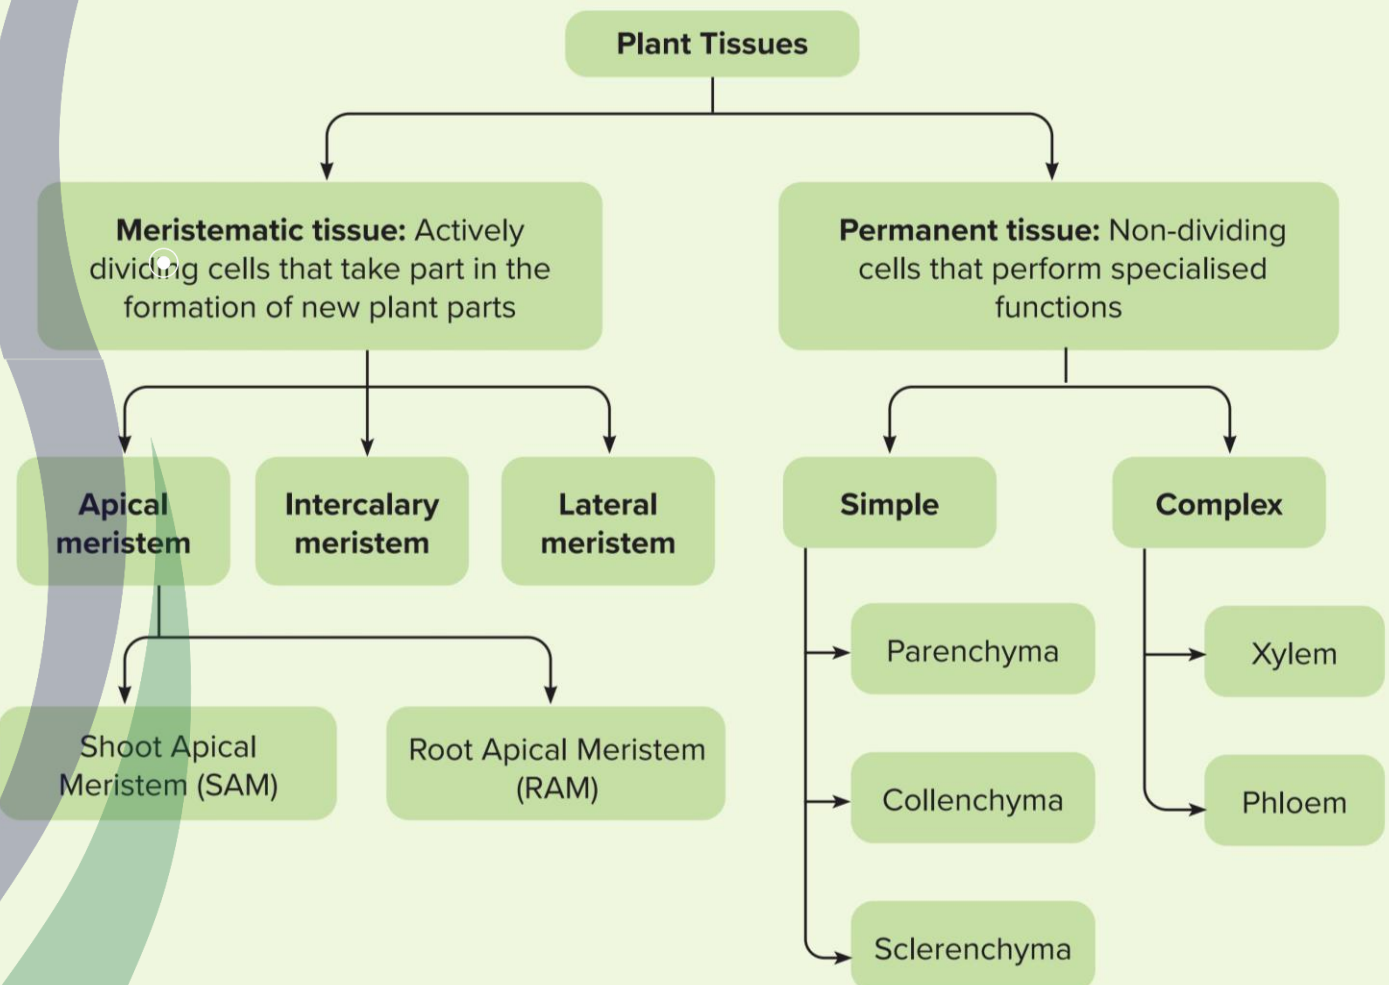 Plant Tissues
Meristematic tissue: Actively
dividing cells that take part in the
formation of new plant parts
Permanent tissue: Non-dividing
cells that perform specialised
functions
Apical
meristem
Intercalary
meristem
Lateral
meristem
Simple
Complex
Shoot Apical
Meristem (SAM)
Root Apical Meristem
(RAM)
Parenchyma
Collenchyma
Sclerenchyma
Xylem
Phloem